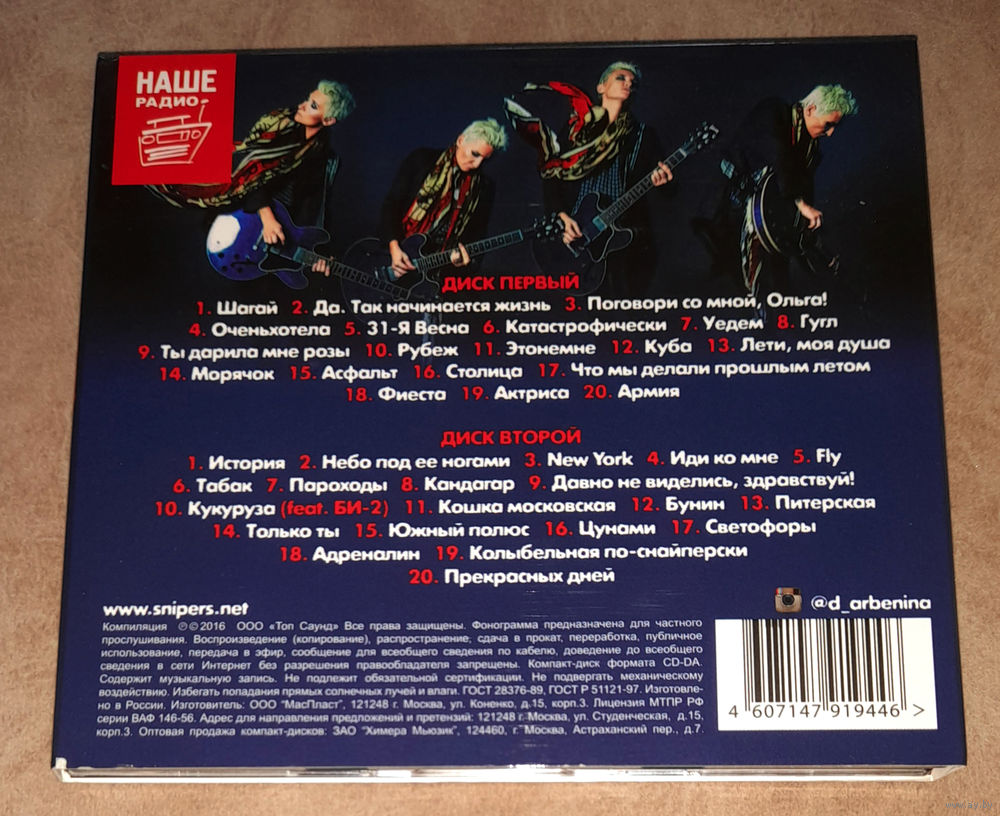 НАШЕ
РАДИО
ДИСК ПЕРВЫЙ
1. Шагай 2. Да. Так начинается жизнь 3. Поговори со мной, Ольга!
4. Оченьхотела 5. 31-Я Весна 6. Катастрофически 7. Уедем 8. Гугл
9. Ты дарила мне розы 10. Рубеж 11. Этонемне 12. Куба 13. Лети, моя душа
14. Морячок 15. Асфальт 16. Столица 17. Что мы делали прошлым летом
18. Фиеста 19. Актриса 20. Армия
ДИСК ВТОРОЙ
1. История 2. Небо под ее ногами 3. New York 4. Иди ко мне 5. Fly
6. Табак 7. Пароходы 8. Кандагар 9. Давно не виделись, здравствуй!
10. Кукуруза (feat. БИ-2) 11. Кошка московская 12. Бунин 13. Питерская
14. Только ты 15. Южный полюс 16. Цунами 17. Светофоры
18. Адреналин 19. Колыбельная по-снайперски
20. Прекрасных дней
www.snipers.net
@d_arbenina
Компиляция ℗© 2016 ООО «Топ Саунд» Все права защищены. Фонограмма предназначена для частного
прослушивания. Воспроизведение (копирование), распространение, сдача в прокат, переработка, публичное
использование, передача в эфир, сообщение для всеобщего сведения по кабелю, доведение до всеобщего
сведения в сети Интернет без разрешения правообладателя запрещены. Компакт-диск формата CD-DA.
Содержит музыкальную запись. Не подлежит обязательной сертификации. Не подвергать механическому
воздействию. Избегать попадания прямых солнечных лучей и влаги. ГОСТ 28376-89, ГОСТ Р 51121-97. Изготовле-
но в России. Изготовитель: ООО "МасПласт", 121248 г. Москва, ул. Коненко, д.15, корп.3. Лицензия МТПР РФ
серии ВАФ 146-56. Адрес для направления предложений и претензий: 121248 г. Москва, ул. Студенческая, д.15,
корп.3. Оптовая продажа компакт-дисков: ЗАО "Химера Мьюзик", 124460, г. Москва, Астраханский пер., д.7.
4 607147 919446 >
www.ay.by